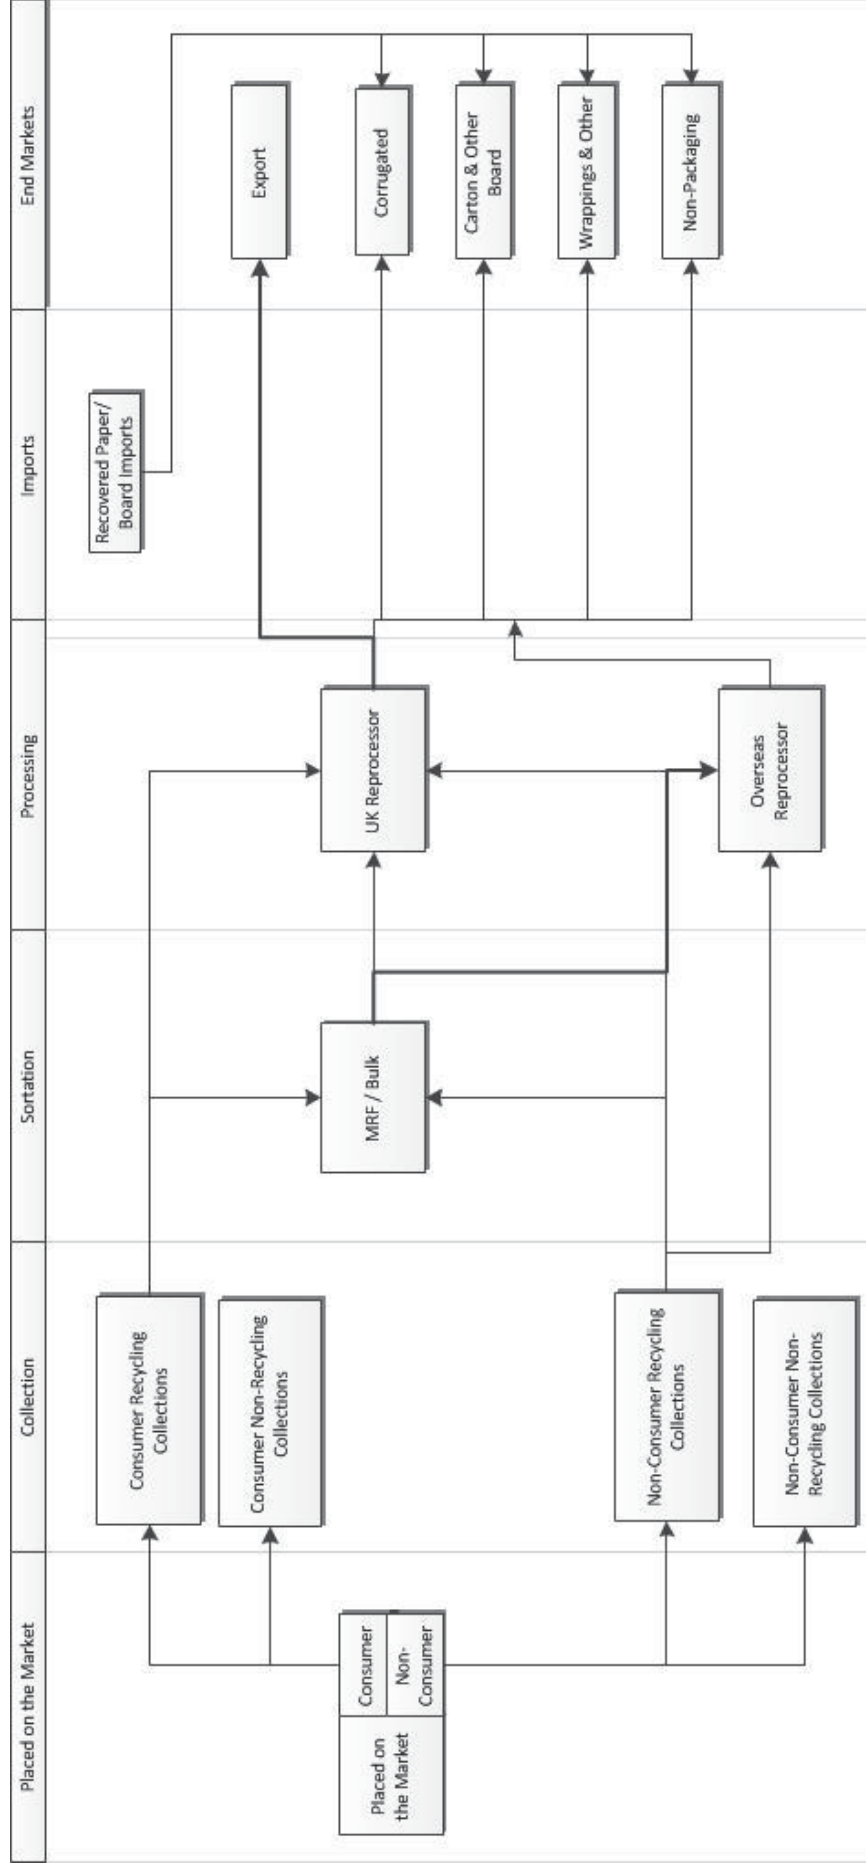 Placed on the Market
Collection
Sortation
Processing
Imports
End Markets
Placed on
the Market
Consumer
Non-
Consumer
Consumer Recycling
Collections
Consumer Non-Recycling
Collections
Non-Consumer Recycling
Collections
Non-Consumer Non-
Recycling Collections
MRF / Bulk
UK Reprocessor
Overseas
Reprocessor
Recovered Paper/
Board Imports
Export
Corrugated
Carton & Other
Board
Wrappings & Other
Non-Packaging